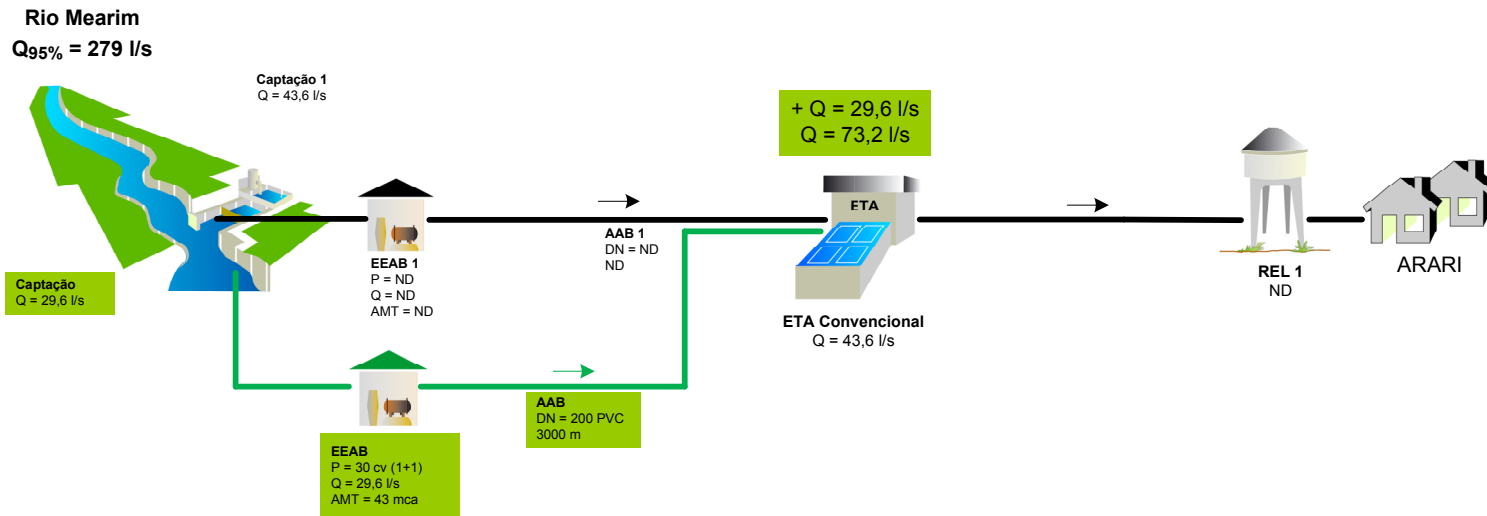 Rio Mearim
Q95% = 279 l/s
Captação 1
Q = 43,6 l/s
+ Q = 29,6 l/s
Q = 73,2 l/s
ETA
AAB 1
DN = ND
ND
EEAB 1
P = ND
Q = ND
AMT = ND
Captação
Q = 29,6 l/s
ETA Convencional
Q = 43,6 l/s
REL 1
ND
ARARI
AAB
DN = 200 PVC
3000 m
EEAB
P = 30 cv (1+1)
Q = 29,6 l/s
AMT = 43 mca